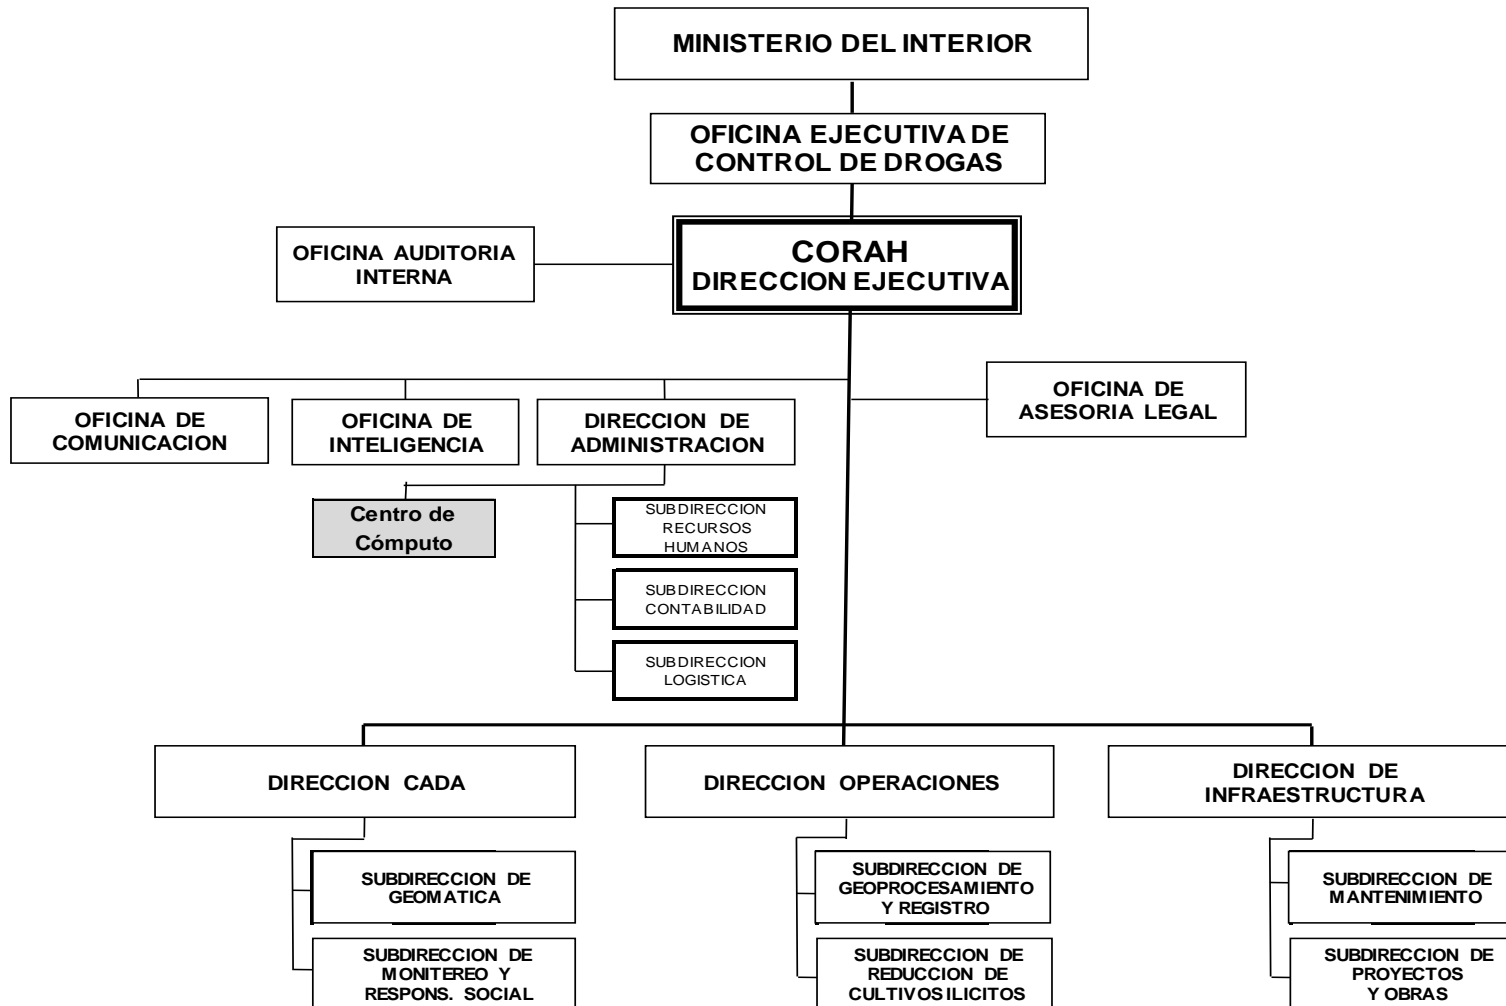 MINISTERIO DEL INTERIOR
OFICINA EJECUTIVA DE
CONTROL DE DROGAS
OFICINA AUDITORIA
INTERNA
CORAH
DIRECCION EJECUTIVA
OFICINA DE
ASESORIA LEGAL
OFICINA DE
COMUNICACION
OFICINA DE
INTELIGENCIA
DIRECCION DE
ADMINISTRACION
Centro de
Cómputo
SUBDIRECCION
RECURSOS
HUMANOS
SUBDIRECCION
CONTABILIDAD
SUBDIRECCION
LOGISTICA
DIRECCION CADA
DIRECCION OPERACIONES
DIRECCION DE
INFRAESTRUCTURA
SUBDIRECCION DE
GEOMATICA
SUBDIRECCION DE
GEOPROCESAMIENTO
Y REGISTRO
SUBDIRECCION DE
MANTENIMIENTO
SUBDIRECCION DE
MONITEREO Y
RESPONS. SOCIAL
SUBDIRECCION DE
REDUCCION DE
CULTIVOS ILICITOS
SUBDIRECCION DE
PROYECTOS
Y OBRAS